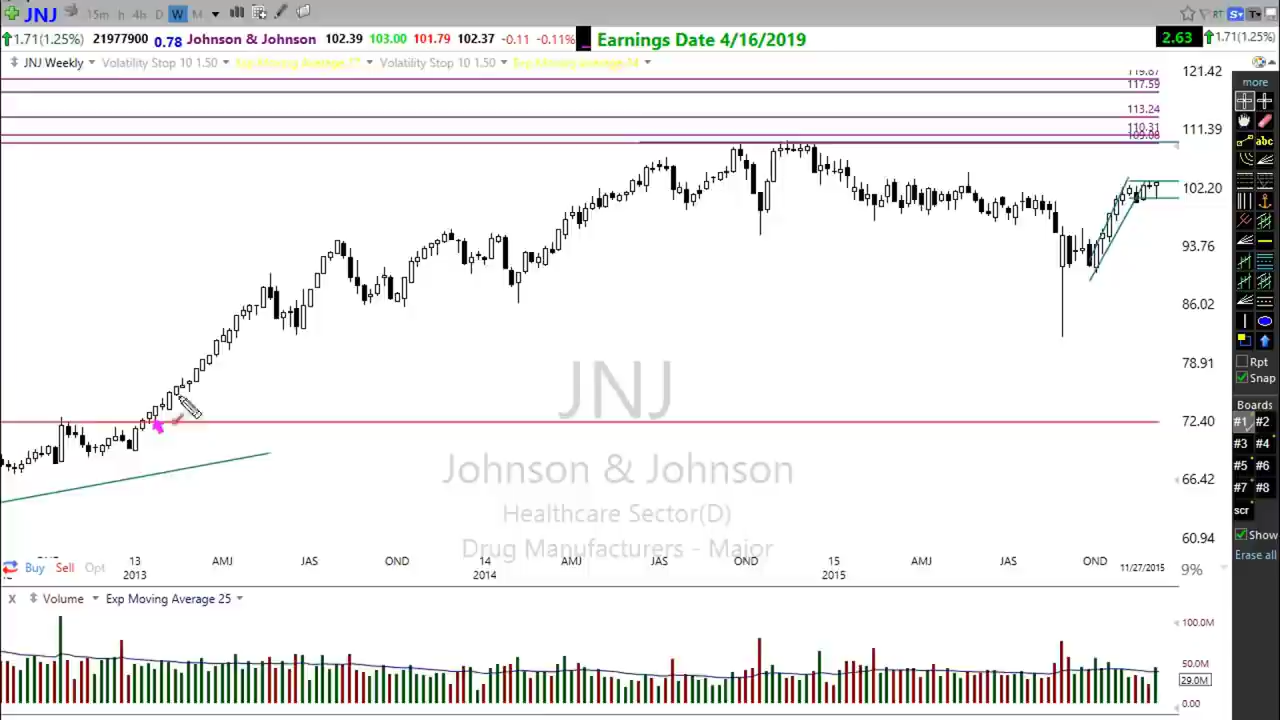 JNJ 15m h 4h D W M RT S T
1.71(1.25%) 21977900 0.78 Johnson & Johnson 102.39 103.00 101.79 102.37 -0.11 -0.11% Earnings Date 4/16/2019 2.63 1.71(1.25%)
JNJ Weekly Volatility Stop 10 1.50 Volatility Stop 10 1.50
more
121.42
117.59
113.24
110.31
111.39
109.08
102.20
93.76
86.02
78.91
72.40
66.42
60.94
abc
JNJ
Johnson & Johnson
Healthcare Sector(D)
Drug Manufacturers - Major
Rpt
Snap
Boards
#1 #2
#3 #4
#5 #6
#7 #8
scr
Show
Erase all
13 AMJ JAS OND 14 AMJ JAS OND 15 AMJ JAS OND
Buy Sell Opt 2013 2014 2015 11/27/2015 9%
X Volume Exp Moving Average 25
100.0M
50.0M
29.0M
0.00